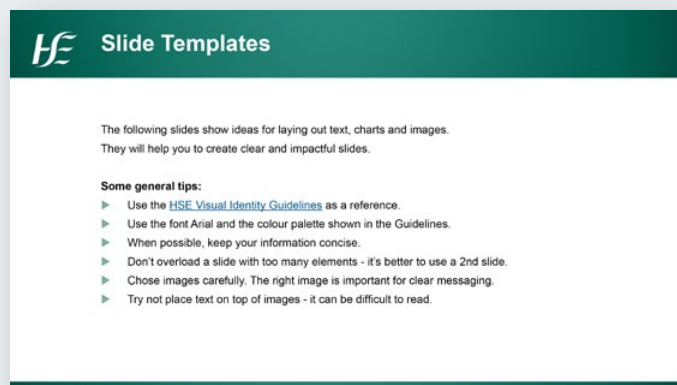 HSE
Slide Templates
The following slides show ideas for laying out text, charts and images.
They will help you to create clear and impactful slides.
Some general tips:
Use the HSE Visual Identity Guidelines as a reference.
Use the font Arial and the colour palette shown in the Guidelines.
When possible, keep your information concise.
Don't overload a slide with too many elements - it's better to use a 2nd slide.
Chose images carefully. The right image is important for clear messaging.
Try not place text on top of images - it can be difficult to read.